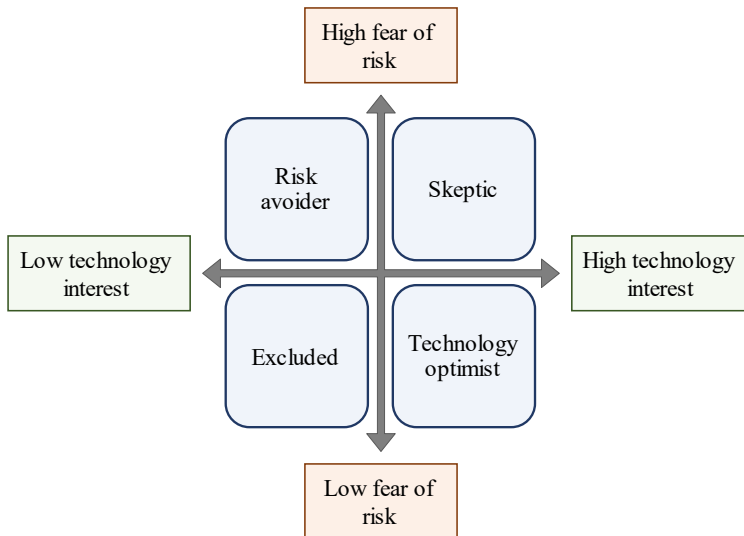 High fear of
risk
Risk
avoider
Skeptic
Low technology
interest
High technology
interest
Excluded
Technology
optimist
Low fear of
risk